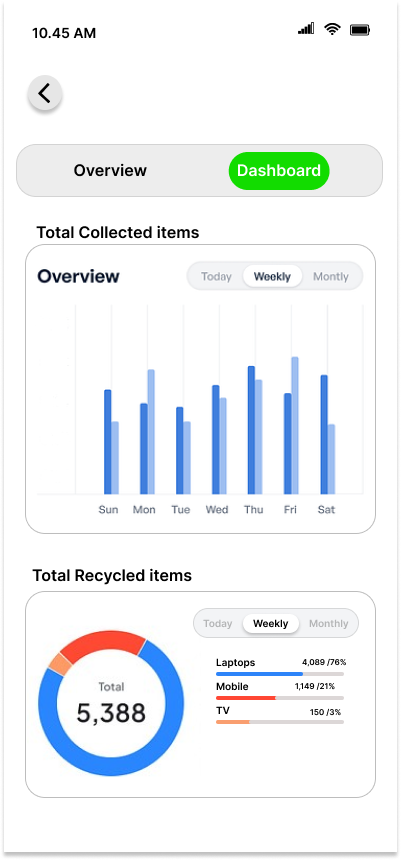 10.45 AM
Overview Dashboard
Total Collected items
Overview Today Weekly Montly
Sun Mon Tue Wed Thu Fri Sat
Total Recycled items
Today Weekly Monthly
Total
5,388
Laptops 4,089 /76%
Mobile 1,149 /21%
TV 150 /3%